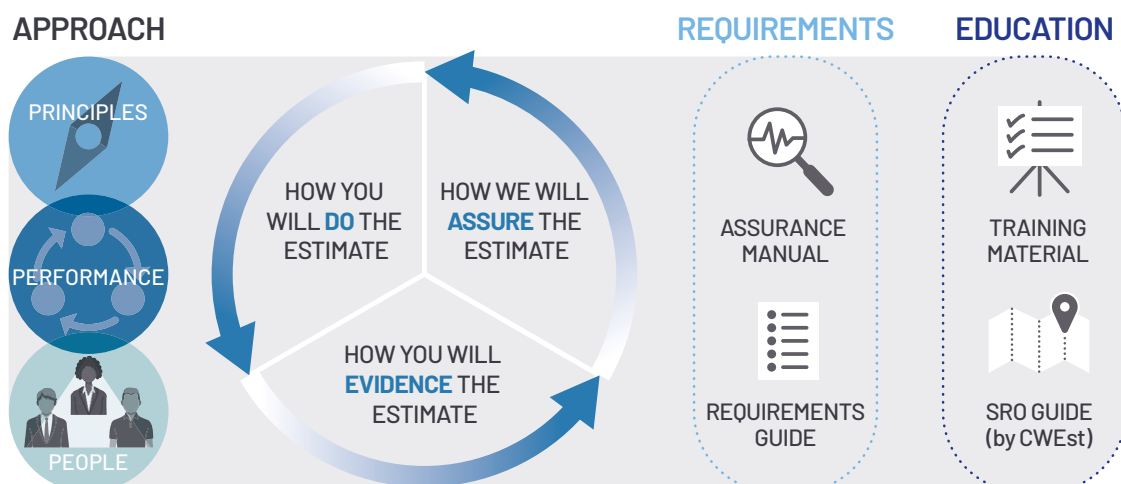 APPROACH
PRINCIPLES
PERFORMANCE
PEOPLE
HOW YOU
WILL DO THE
ESTIMATE
HOW WE WILL
ASSURE THE
ESTIMATE
HOW YOU WILL
EVIDENCE THE
ESTIMATE
REQUIREMENTS
ASSURANCE
MANUAL
REQUIREMENTS
GUIDE
EDUCATION
TRAINING
MATERIAL
SRO GUIDE
(by CWEst)